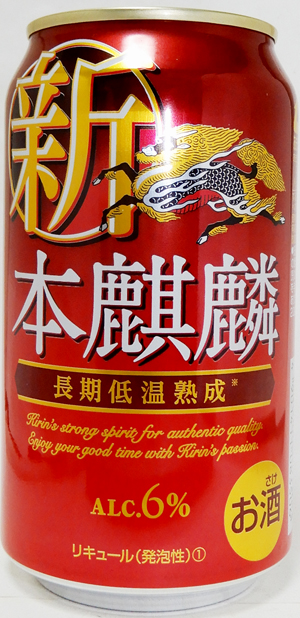 新
本麒麟
長期低温熟成※
Kirin's strong spirit for authentic quality.
Enjoy your good time with Kirin's passion.
ALC.6%
さけ
お酒
リキュール(発泡性)①